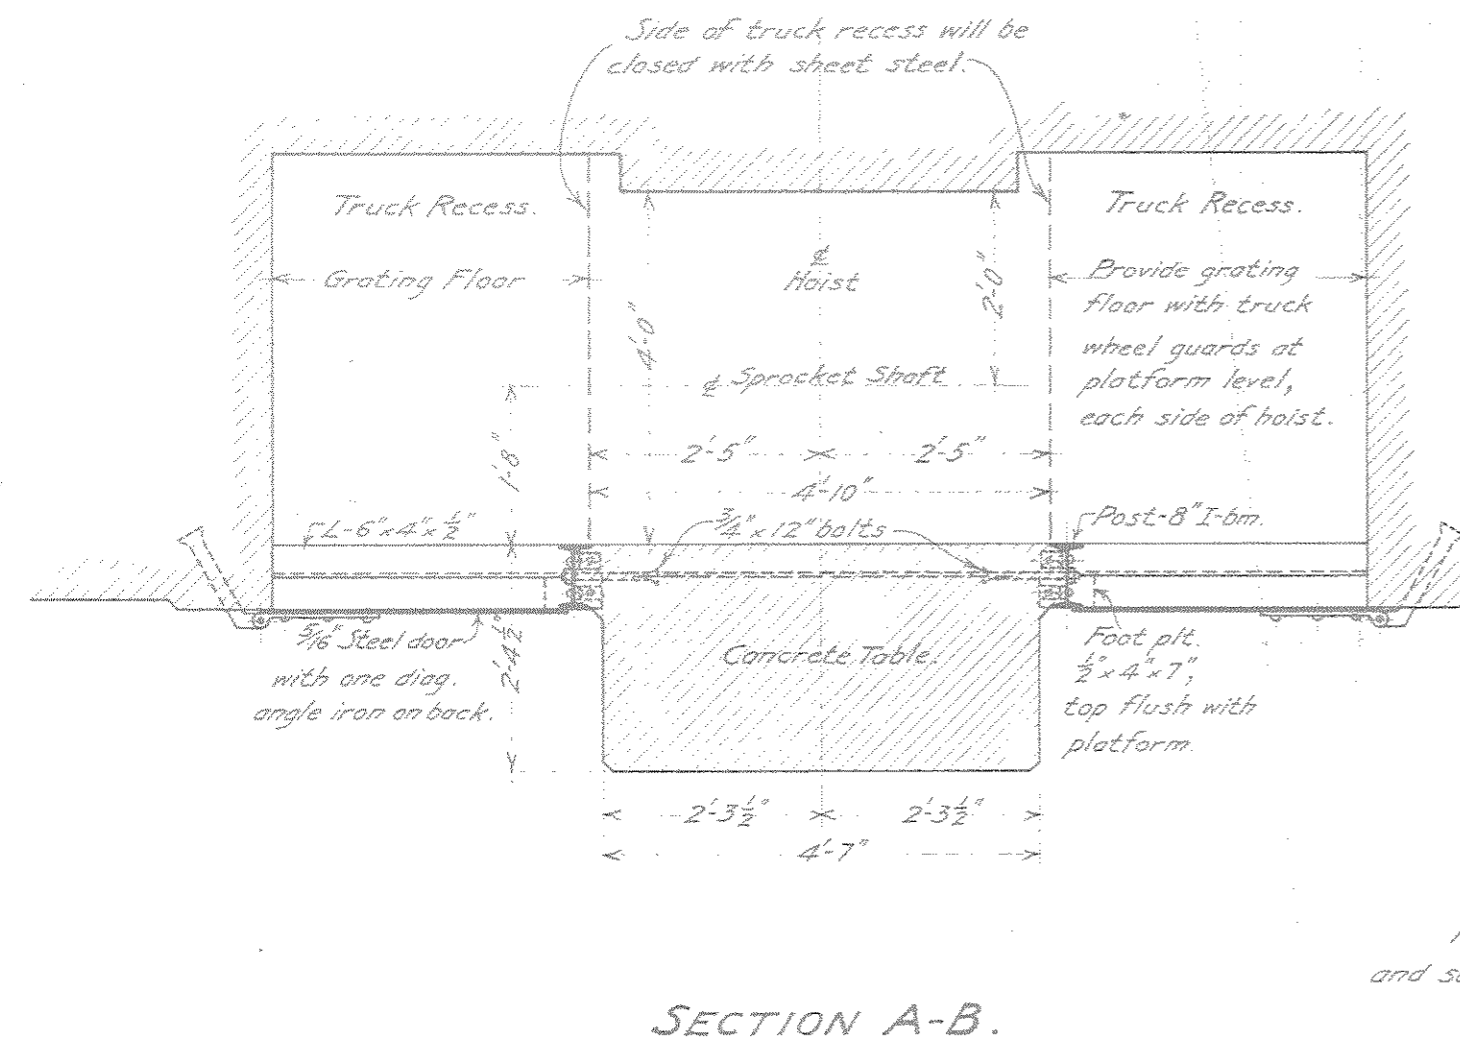 Side of truck recess will be
closed with sheet steel.
Truck Recess.
Truck Recess.
℄
Hoist
Grating Floor
Provide grating
floor with truck
wheel guards at
platform level,
each side of hoist.
2'-0"
4'-0"
℄ Sprocket Shaft
1'-8"
2'-5" 2'-5"
4'-10"
L-6"x4"x½"
¾"x12" bolts
Post-8" I-bm.
5/16" Steel door
with one diag.
angle iron on back.
2'-4½"
Concrete Table.
Foot plt.
½"x4"x7",
top flush with
platform.
2'-3½" 2'-3½"
4'-7"
and
SECTION A-B.